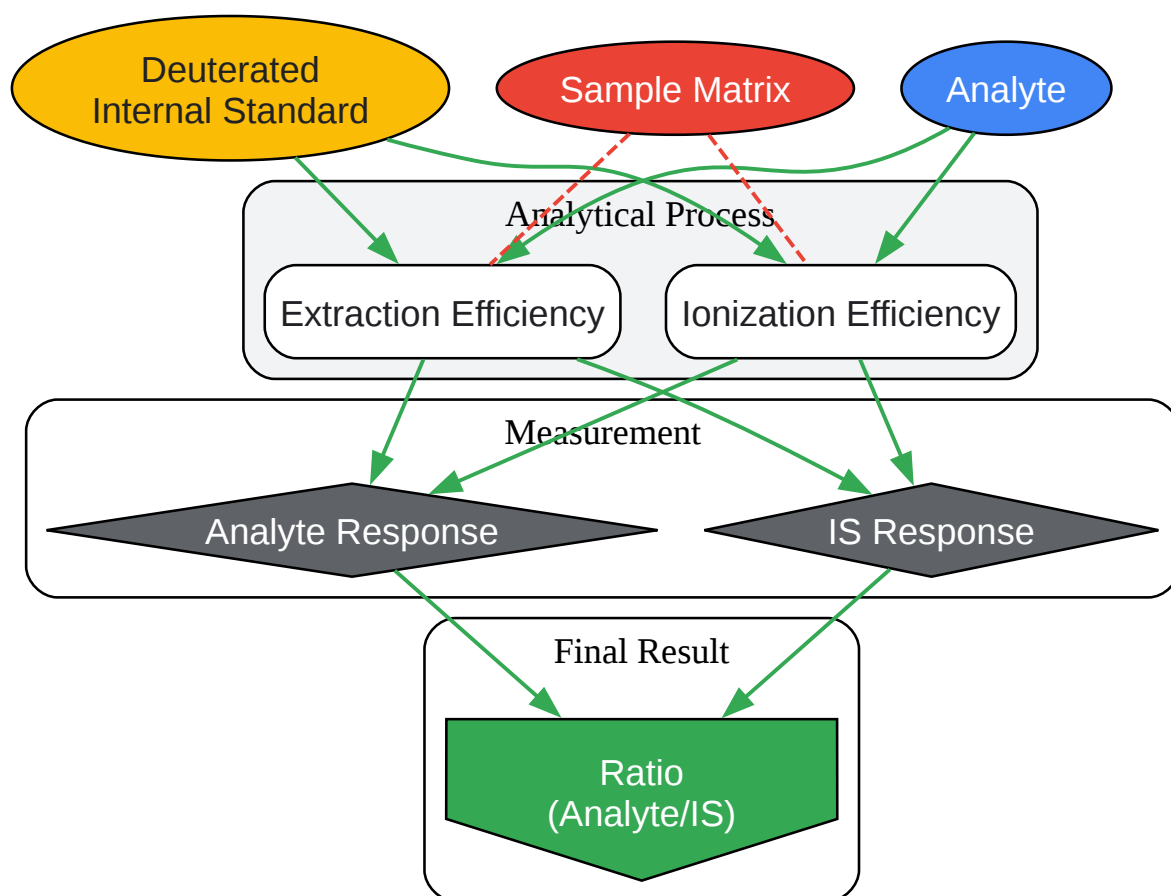 Deuterated
Internal Standard
Sample Matrix
Analyte
Analytical Process
Extraction Efficiency
Ionization Efficiency
Measurement
Analyte Response
IS Response
Final Result
Ratio
(Analyte/IS)